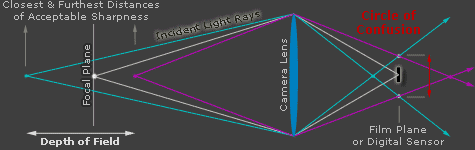 Closest & Furthest Distances
of Acceptable Sharpness
Incident Light Rays
Circle of
Confusion
Focal Plane
Camera Lens
Depth of Field
Film Plane
or Digital Sensor